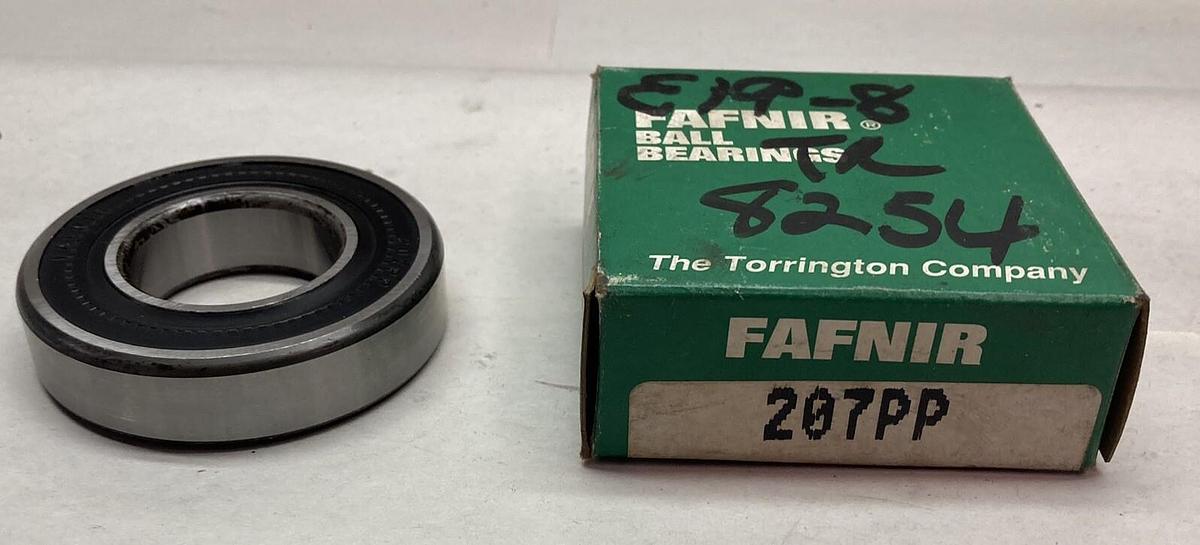 E19-8
FAFNIR®
BALL
BEARINGS
TR
8254
The Torrington Company
FAFNIR
207PP